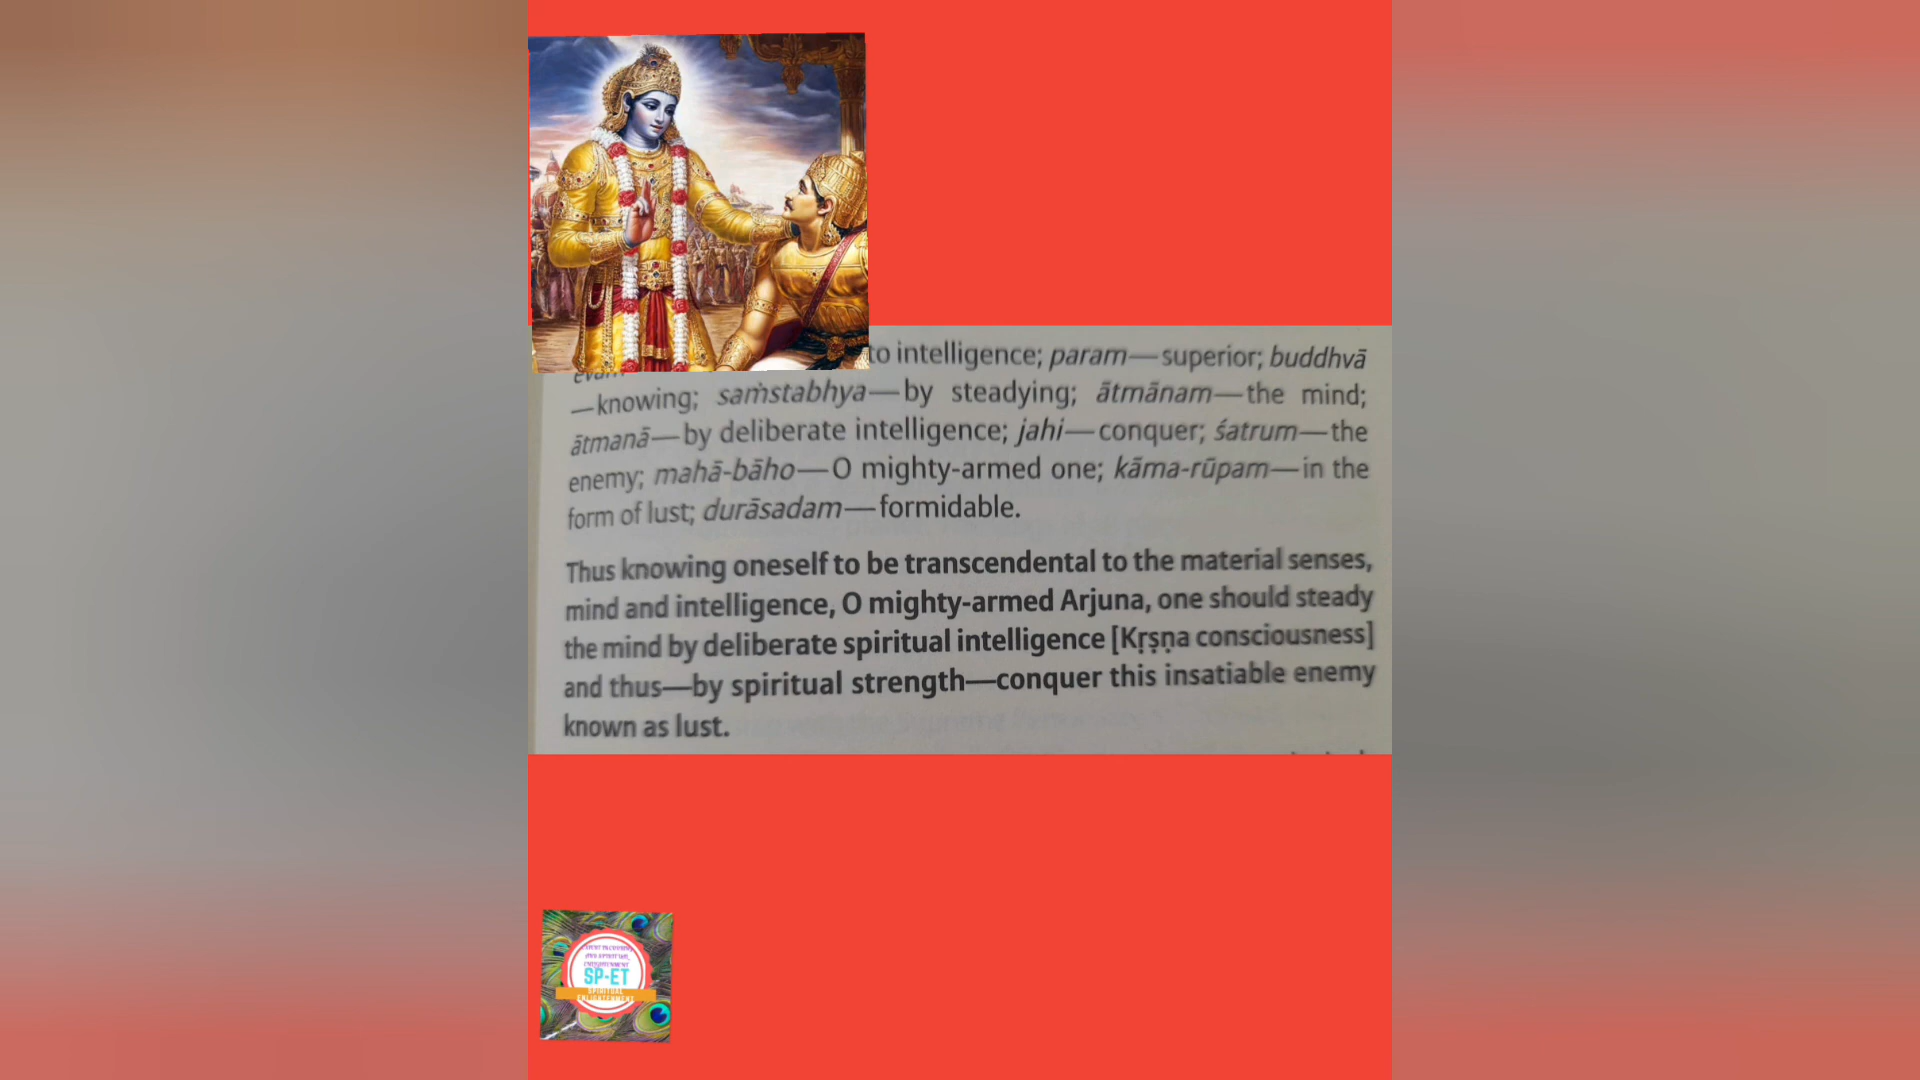 to intelligence; param—superior; buddhvā
—knowing; saṁstabhya—by steadying; ātmānam—the mind;
ātmanā—by deliberate intelligence; jahi—conquer; śatrum—the
enemy; mahā-bāho—O mighty-armed one; kāma-rūpam—in the
form of lust; durāsadam—formidable.
Thus knowing oneself to be transcendental to the material senses,
mind and intelligence, O mighty-armed Arjuna, one should steady
the mind by deliberate spiritual intelligence [Kṛṣṇa consciousness]
and thus—by spiritual strength—conquer this insatiable enemy
known as lust.
SP-ET
SPIRITUAL
ENLIGHTENMENT